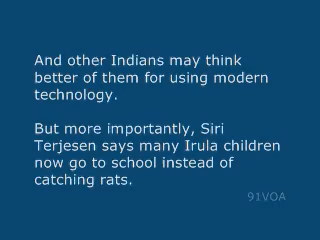 And other Indians may think
better of them for using modern
technology.
But more importantly, Siri
Terjesen says many Irula children
now go to school instead of
catching rats.
91VOA